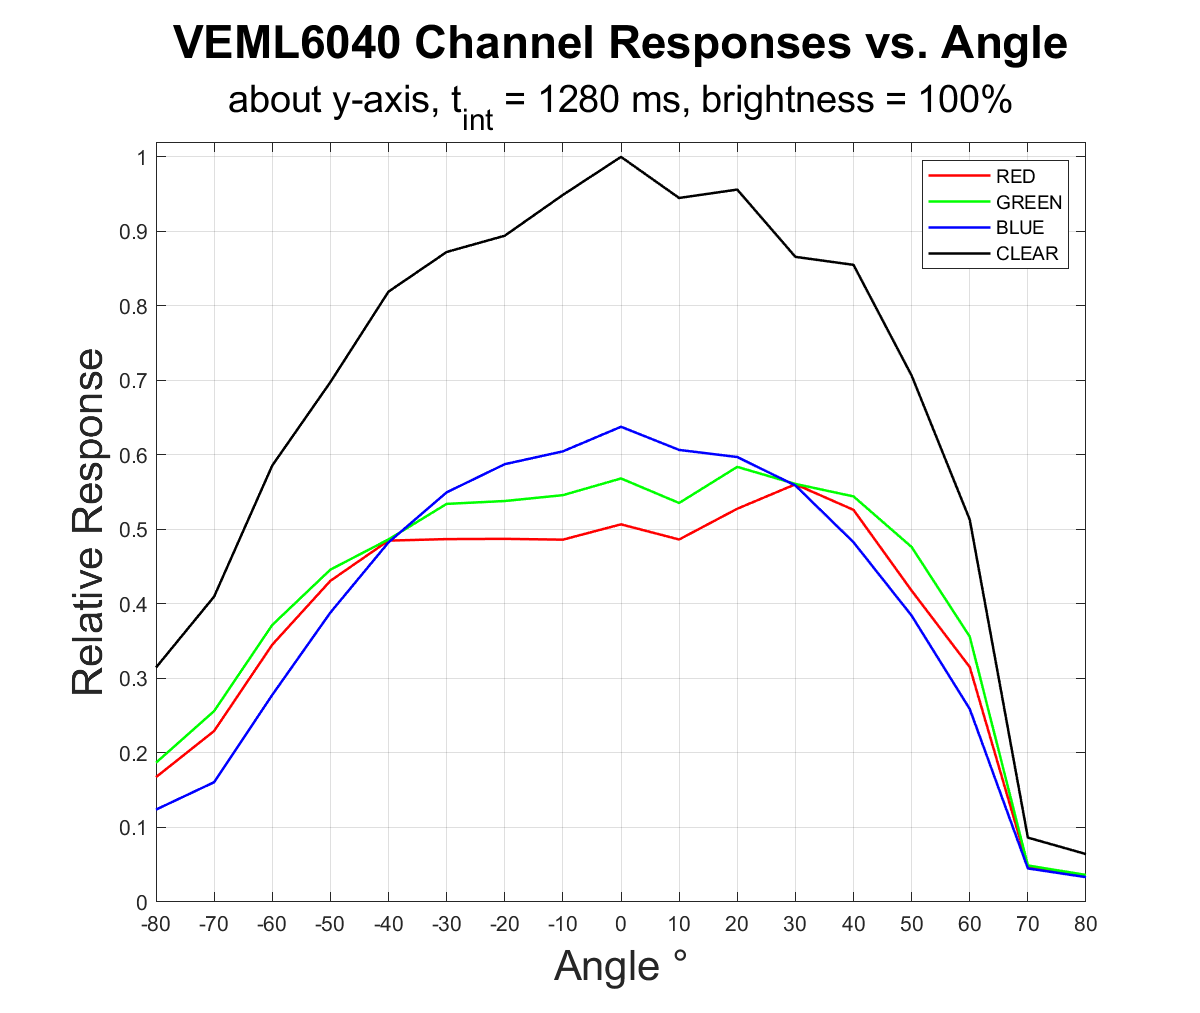 VEML6040 Channel Responses vs. Angle
about y-axis, t_int = 1280 ms, brightness = 100%
RED
GREEN
BLUE
CLEAR
Relative Response
1
0.9
0.8
0.7
0.6
0.5
0.4
0.3
0.2
0.1
0
-80 -70 -60 -50 -40 -30 -20 -10 0 10 20 30 40 50 60 70 80
Angle °